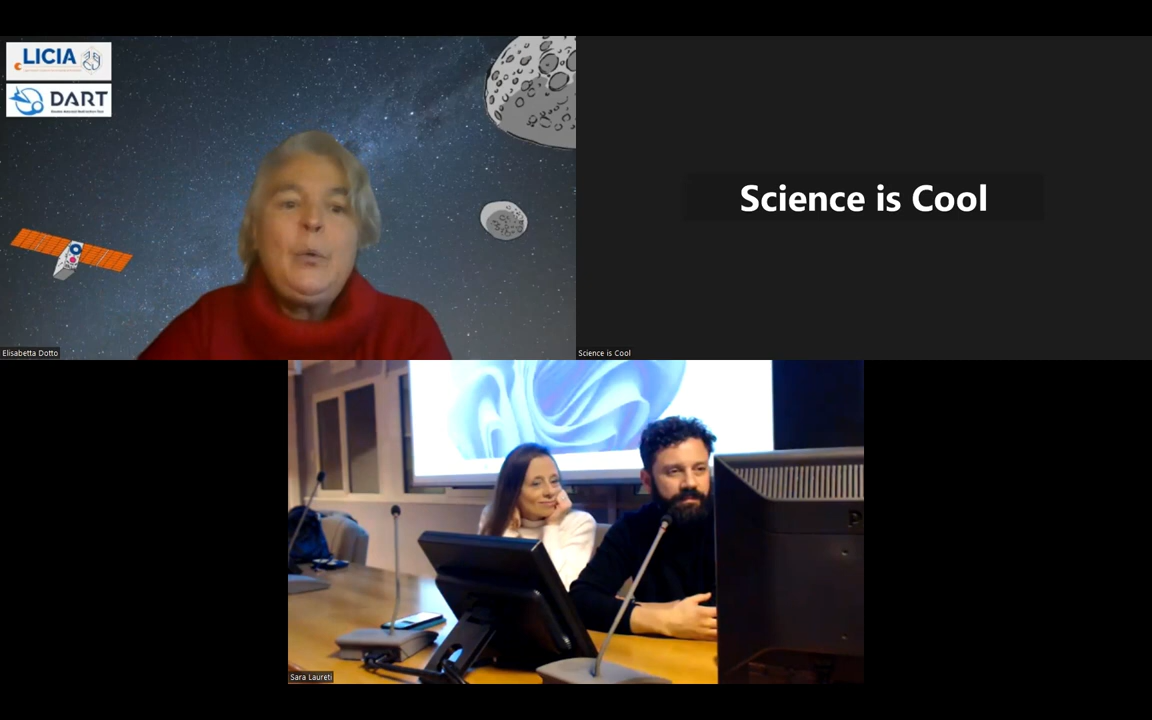 LICIA
DART
Science is Cool
Elisabetta Dotto
Science is Cool
Sara Laureti